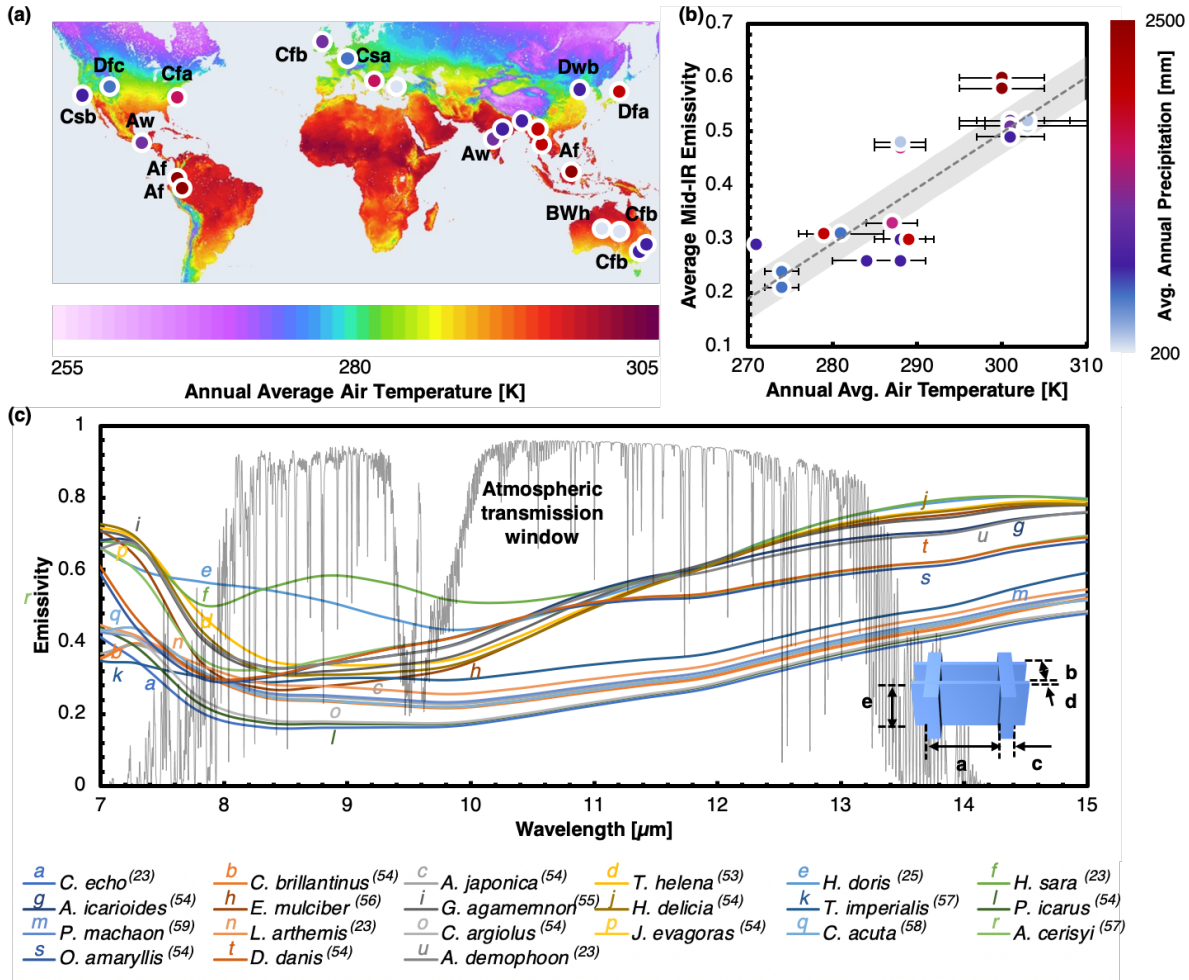 (a)
Cfb
Csa
Dfc
Cfa
Dwb
Csb
Aw
Dfa
Aw
Af
Af
Af
BWh
Cfb
Cfb
255
280
305
Annual Average Air Temperature [K]
(b)
0.7
0.6
0.5
0.4
0.3
0.2
0.1
270
280
290
300
310
Average Mid-IR Emissivity
Annual Avg. Air Temperature [K]
2500
200
Avg. Annual Precipitation [mm]
(c)
1
0.8
0.6
0.4
0.2
0
Emissivity
r
Atmospheric
transmission
window
i
p
e
f
d
q
n
b
k
a
c
h
o
l
j
g
u
t
s
m
b
d
e
a
c
7
8
9
10
11
12
13
14
15
Wavelength [µm]
a C. echo(23)
b C. brillantinus(54)
c A. japonica(54)
d T. helena(53)
e H. doris(25)
f H. sara(23)
g A. icarioides(54)
h E. mulciber(56)
i G. agamemnon(55)
j H. delicia(54)
k T. imperialis(57)
l P. icarus(54)
m P. machaon(59)
n L. arthemis(23)
o C. argiolus(54)
p J. evagoras(54)
q C. acuta(58)
r A. cerisyi(57)
s O. amaryllis(54)
t D. danis(54)
u A. demophoon(23)